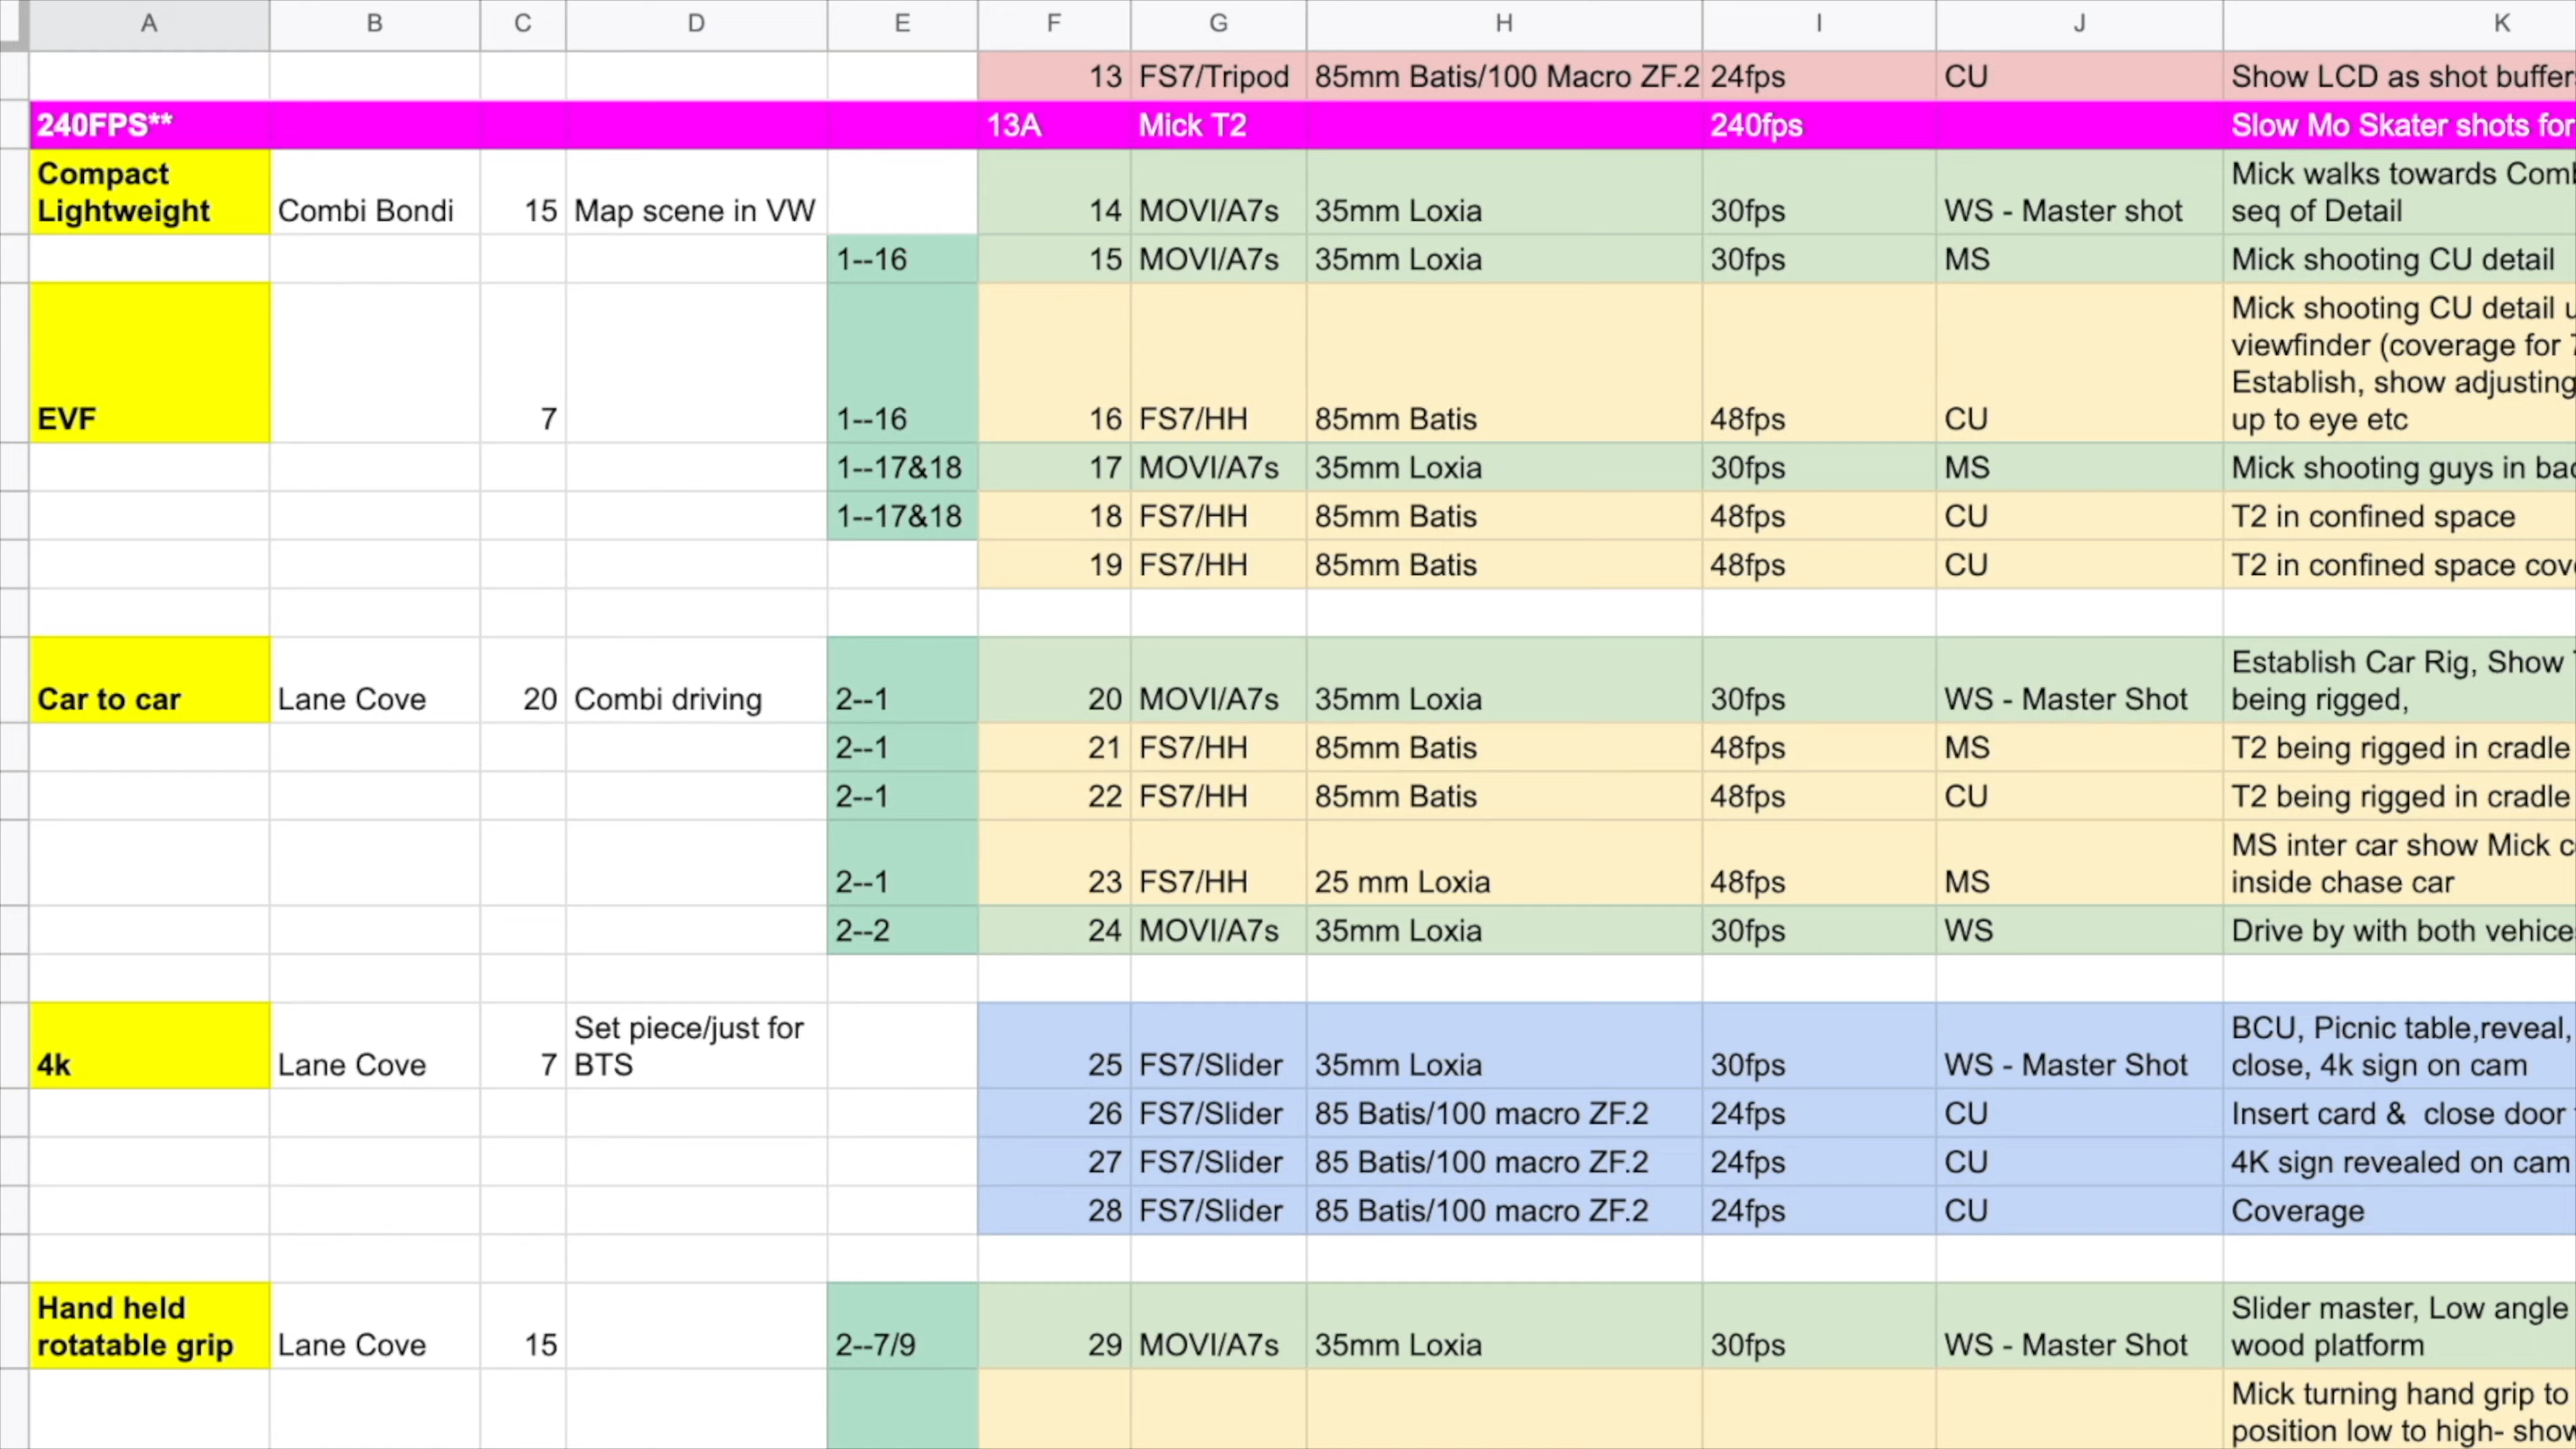 A B C D E F G H I J K
13 FS7/Tripod 85mm Batis/100 Macro ZF.2 24fps CU Show LCD as shot buffer
240FPS** 13A Mick T2 240fps Slow Mo Skater shots for
Compact Mick walks towards
Lightweight Combi Bondi 15 Map scene in VW 14 MOVI/A7s 35mm Loxia 30fps WS - Master shot seq of Detail
1--16 15 MOVI/A7s 35mm Loxia 30fps MS Mick shooting CU detail
Mick shooting CU detail
viewfinder (coverage for
Establish, show adjusting
EVF 7 1--16 16 FS7/HH 85mm Batis 48fps CU up to eye etc
1--17&18 17 MOVI/A7s 35mm Loxia 30fps MS Mick shooting guys in
1--17&18 18 FS7/HH 85mm Batis 48fps CU T2 in confined space
19 FS7/HH 85mm Batis 48fps CU T2 in confined space
Establish Car Rig, Show
Car to car Lane Cove 20 Combi driving 2--1 20 MOVI/A7s 35mm Loxia 30fps WS - Master Shot being rigged,
2--1 21 FS7/HH 85mm Batis 48fps MS T2 being rigged in cradle
2--1 22 FS7/HH 85mm Batis 48fps CU T2 being rigged in cradle
MS inter car show Mick
2--1 23 FS7/HH 25 mm Loxia 48fps MS inside chase car
2--2 24 MOVI/A7s 35mm Loxia 30fps WS Drive by with both vehice
Set piece/just for BCU, Picnic table,reveal,
4k Lane Cove 7 BTS 25 FS7/Slider 35mm Loxia 30fps WS - Master Shot close, 4k sign on cam
26 FS7/Slider 85 Batis/100 macro ZF.2 24fps CU Insert card & close door
27 FS7/Slider 85 Batis/100 macro ZF.2 24fps CU 4K sign revealed on cam
28 FS7/Slider 85 Batis/100 macro ZF.2 24fps CU Coverage
Hand held Slider master, Low angle
rotatable grip Lane Cove 15 2--7/9 29 MOVI/A7s 35mm Loxia 30fps WS - Master Shot wood platform
Mick turning hand grip to
position low to high- show